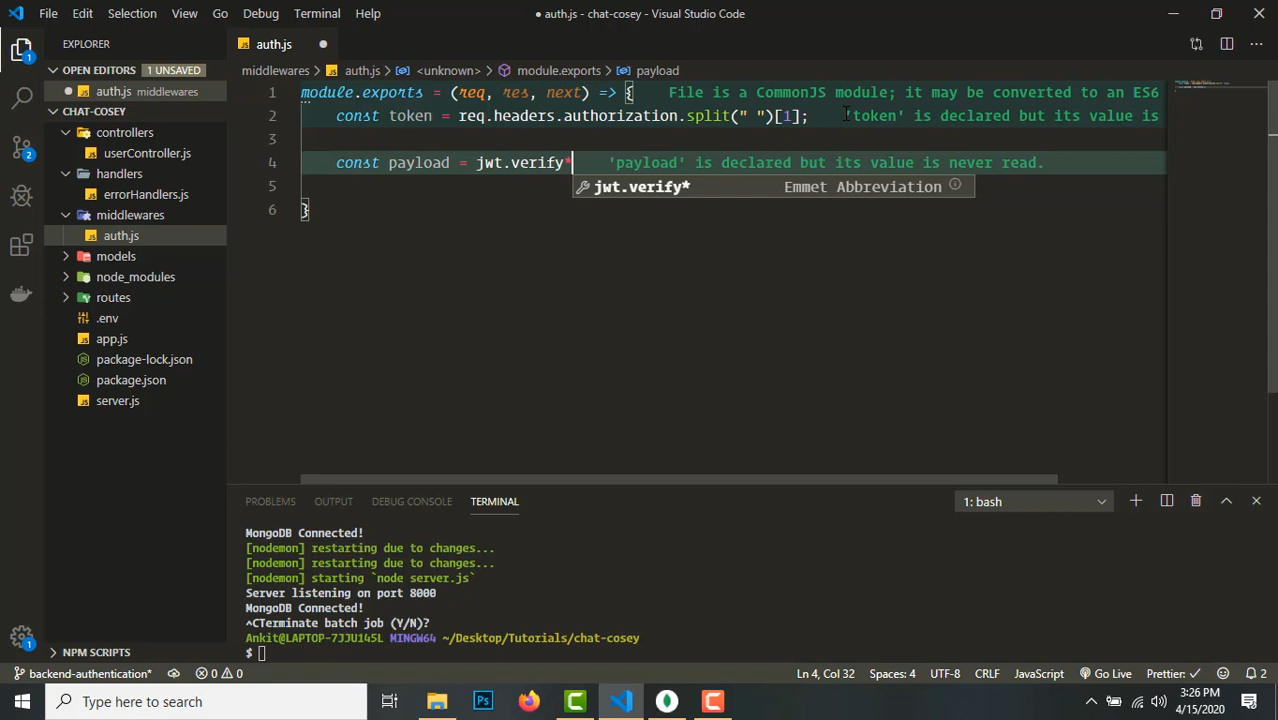 File Edit Selection View Go Debug Terminal Help ● auth.js - chat-cosey - Visual Studio Code
EXPLORER
auth.js
OPEN EDITORS 1 UNSAVED
auth.js middlewares
CHAT-COSEY
controllers
userController.js
handlers
errorHandlers.js
middlewares
auth.js
models
node_modules
routes
.env
app.js
package-lock.json
package.json
server.js
NPM SCRIPTS
middlewares > auth.js > <unknown> > module.exports > payload
1 module.exports = (req, res, next) => { File is a CommonJS module; it may be converted to an ES6
2 const token = req.headers.authorization.split(" ")[1]; 'token' is declared but its value is
3
4 const payload = jwt.verify* 'payload' is declared but its value is never read.
jwt.verify* Emmet Abbreviation
5
6 }
PROBLEMS OUTPUT DEBUG CONSOLE TERMINAL 1: bash
MongoDB Connected!
[nodemon] restarting due to changes...
[nodemon] restarting due to changes...
[nodemon] starting `node server.js`
Server listening on port 8000
MongoDB Connected!
^CTerminate batch job (Y/N)?
Ankit@LAPTOP-7JJU145L MINGW64 ~/Desktop/Tutorials/chat-cosey
$
backend-authentication* 0 0 Ln 4, Col 32 Spaces: 4 UTF-8 CRLF JavaScript Go Live Prettier: ✓ 2
Type here to search
3:26 PM
4/15/2020